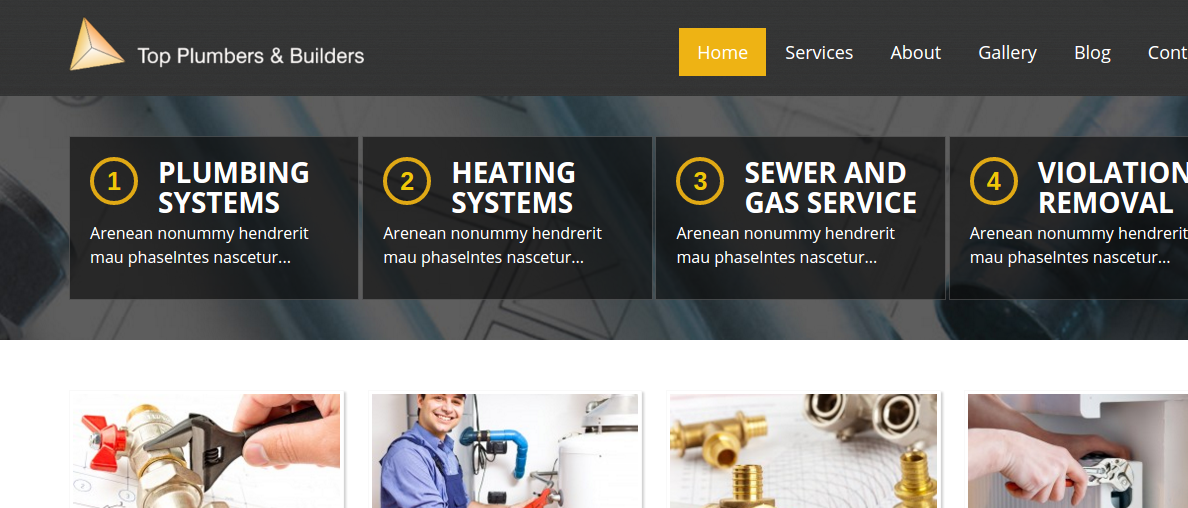 Top Plumbers & Builders
Home Services About Gallery Blog Cont
1 PLUMBING SYSTEMS
Arenean nonummy hendrerit
mau phaselntes nascetur...
2 HEATING SYSTEMS
Arenean nonummy hendrerit
mau phaselntes nascetur...
3 SEWER AND GAS SERVICE
Arenean nonummy hendrerit
mau phaselntes nascetur...
4 VIOLATION REMOVAL
Arenean nonummy hendrerit
mau phaselntes nascetur...